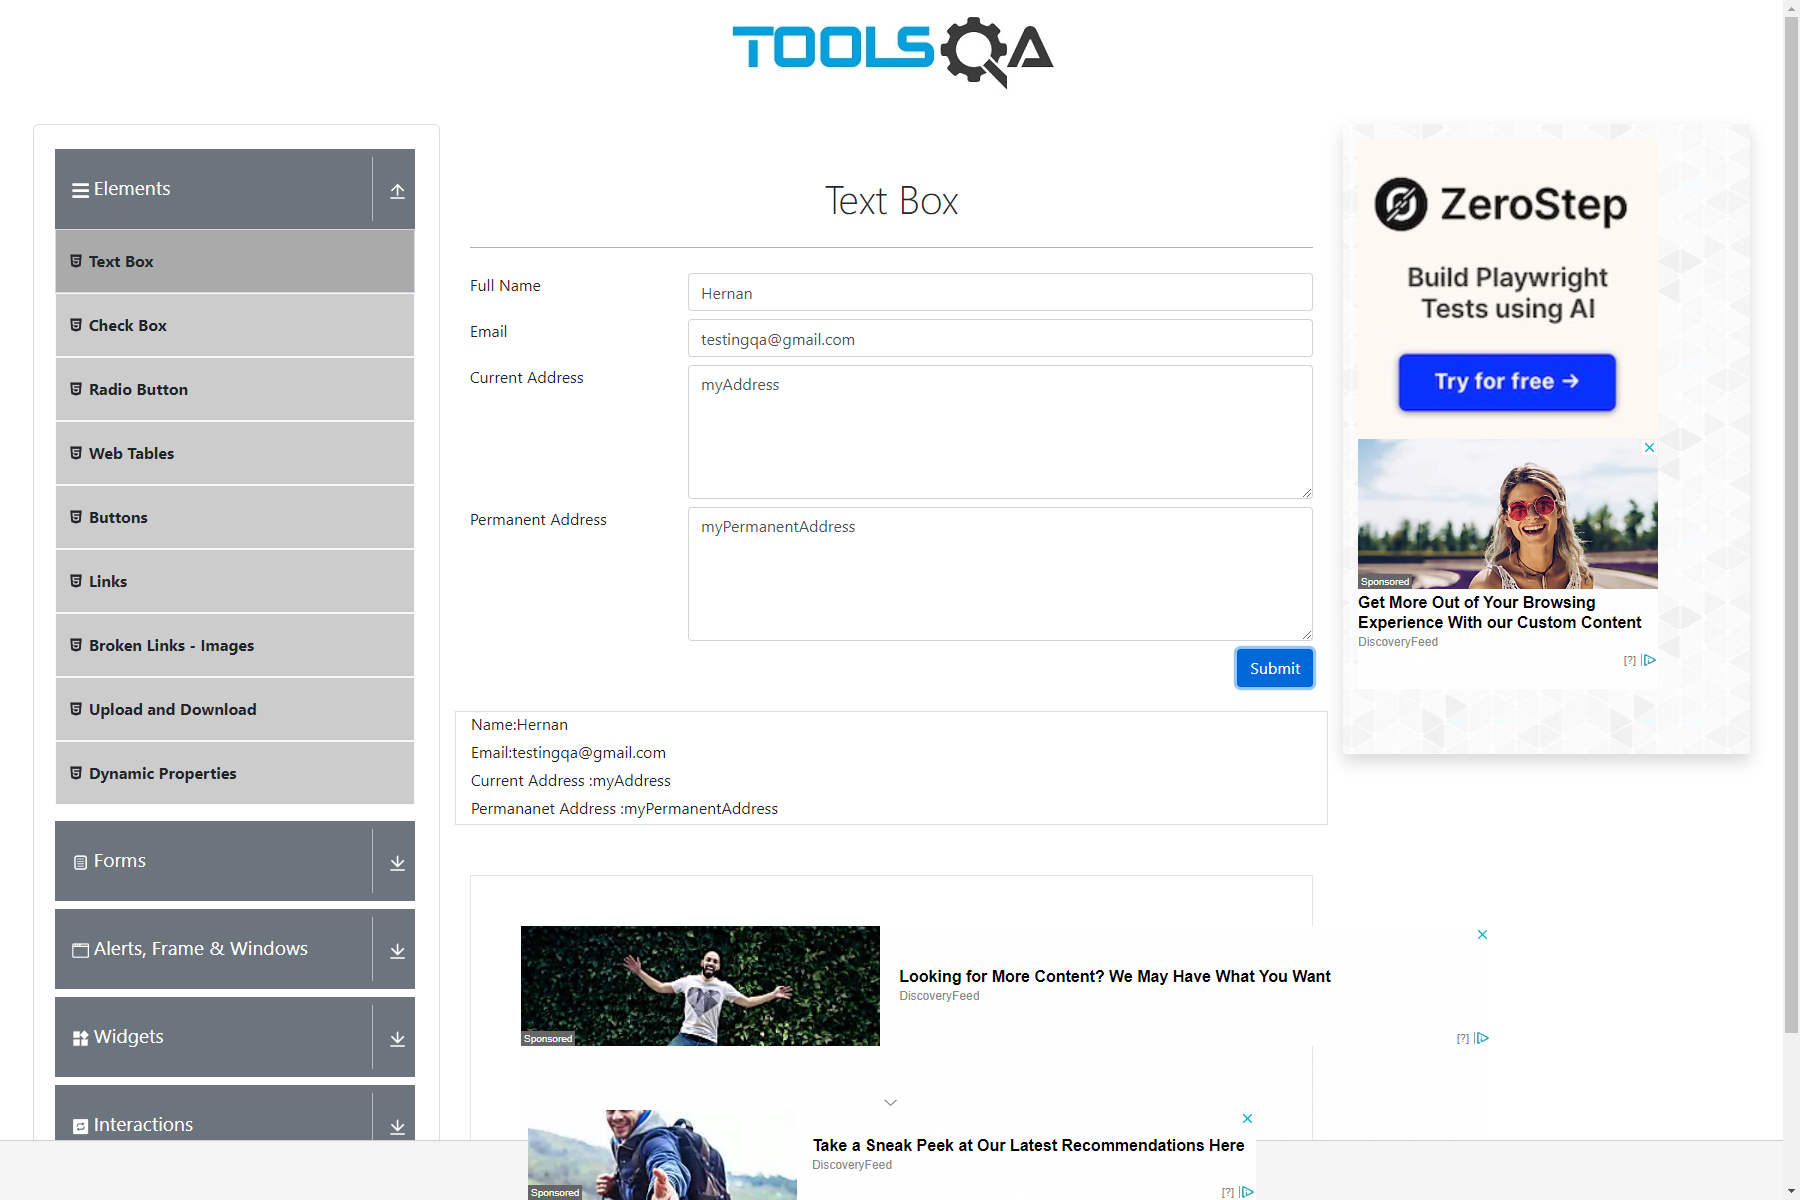 TOOLSQA
Elements
Text Box
Check Box
Radio Button
Web Tables
Buttons
Links
Broken Links - Images
Upload and Download
Dynamic Properties
Forms
Alerts, Frame & Windows
Widgets
Interactions
Text Box
Full Name
Hernan
Email
testingqa@gmail.com
Current Address
myAddress
Permanent Address
myPermanentAddress
Submit
Name:Hernan
Email:testingqa@gmail.com
Current Address :myAddress
Permananet Address :myPermanentAddress
ZeroStep
Build Playwright
Tests using AI
Try for free →
Sponsored
Get More Out of Your Browsing
Experience With our Custom Content
DiscoveryFeed
[?]
Sponsored
Looking for More Content? We May Have What You Want
DiscoveryFeed
[?]
Sponsored
Take a Sneak Peek at Our Latest Recommendations Here
DiscoveryFeed
[?]